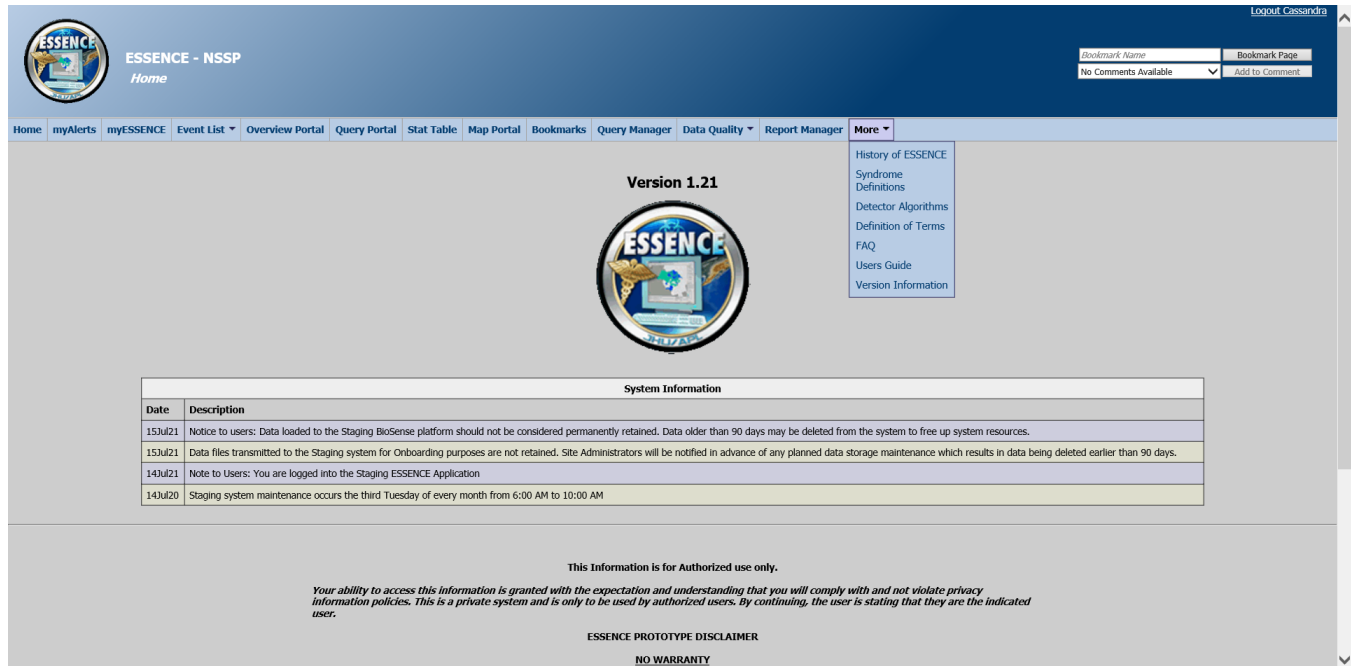 Logout Cassandra
ESSENCE
JHU/APL
ESSENCE - NSSP
Home
Bookmark Name
Bookmark Page
No Comments Available
Add to Comment
Home myAlerts myESSENCE Event List Overview Portal Query Portal Stat Table Map Portal Bookmarks Query Manager Data Quality Report Manager More
History of ESSENCE
Syndrome
Definitions
Detector Algorithms
Definition of Terms
FAQ
Users Guide
Version Information
Version 1.21
ESSENCE
JHU/APL
System Information
Date Description
15Jul21 Notice to users: Data loaded to the Staging BioSense platform should not be considered permanently retained. Data older than 90 days may be deleted from the system to free up system resources.
15Jul21 Data files transmitted to the Staging system for Onboarding purposes are not retained. Site Administrators will be notified in advance of any planned data storage maintenance which results in data being deleted earlier than 90 days.
14Jul21 Note to Users: You are logged into the Staging ESSENCE Application
14Jul20 Staging system maintenance occurs the third Tuesday of every month from 6:00 AM to 10:00 AM
This Information is for Authorized use only.
Your ability to access this information is granted with the expectation and understanding that you will comply with and not violate privacy
information policies. This is a private system and is only to be used by authorized users. By continuing, the user is stating that they are the indicated
user.
ESSENCE PROTOTYPE DISCLAIMER
NO WARRANTY